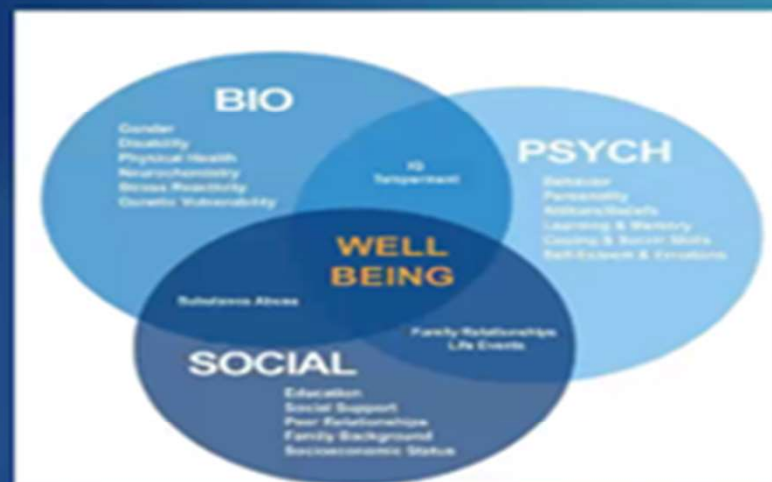 BIO
Gender
Disability
Physical Health
Neurochemistry
Stress Reactivity
Genetic Vulnerability
IQ
Temperment
PSYCH
Behavior
Personality
Attitudes/Beliefs
Learning & Memory
Coping & Social Skills
Self-Esteem & Emotions
WELL
BEING
Substance Abuse
Family Relationships
Life Events
SOCIAL
Education
Social Support
Peer Relationships
Family Background
Socioeconomic Status